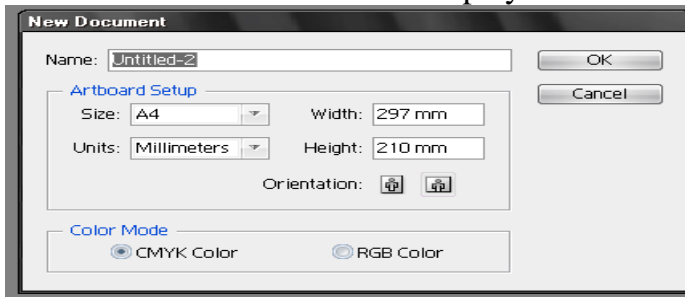 New Document
Name: Untitled-2
OK
Artboard Setup
Cancel
Size: A4 Width: 297 mm
Units: Millimeters Height: 210 mm
Orientation:
Color Mode
CMYK Color RGB Color